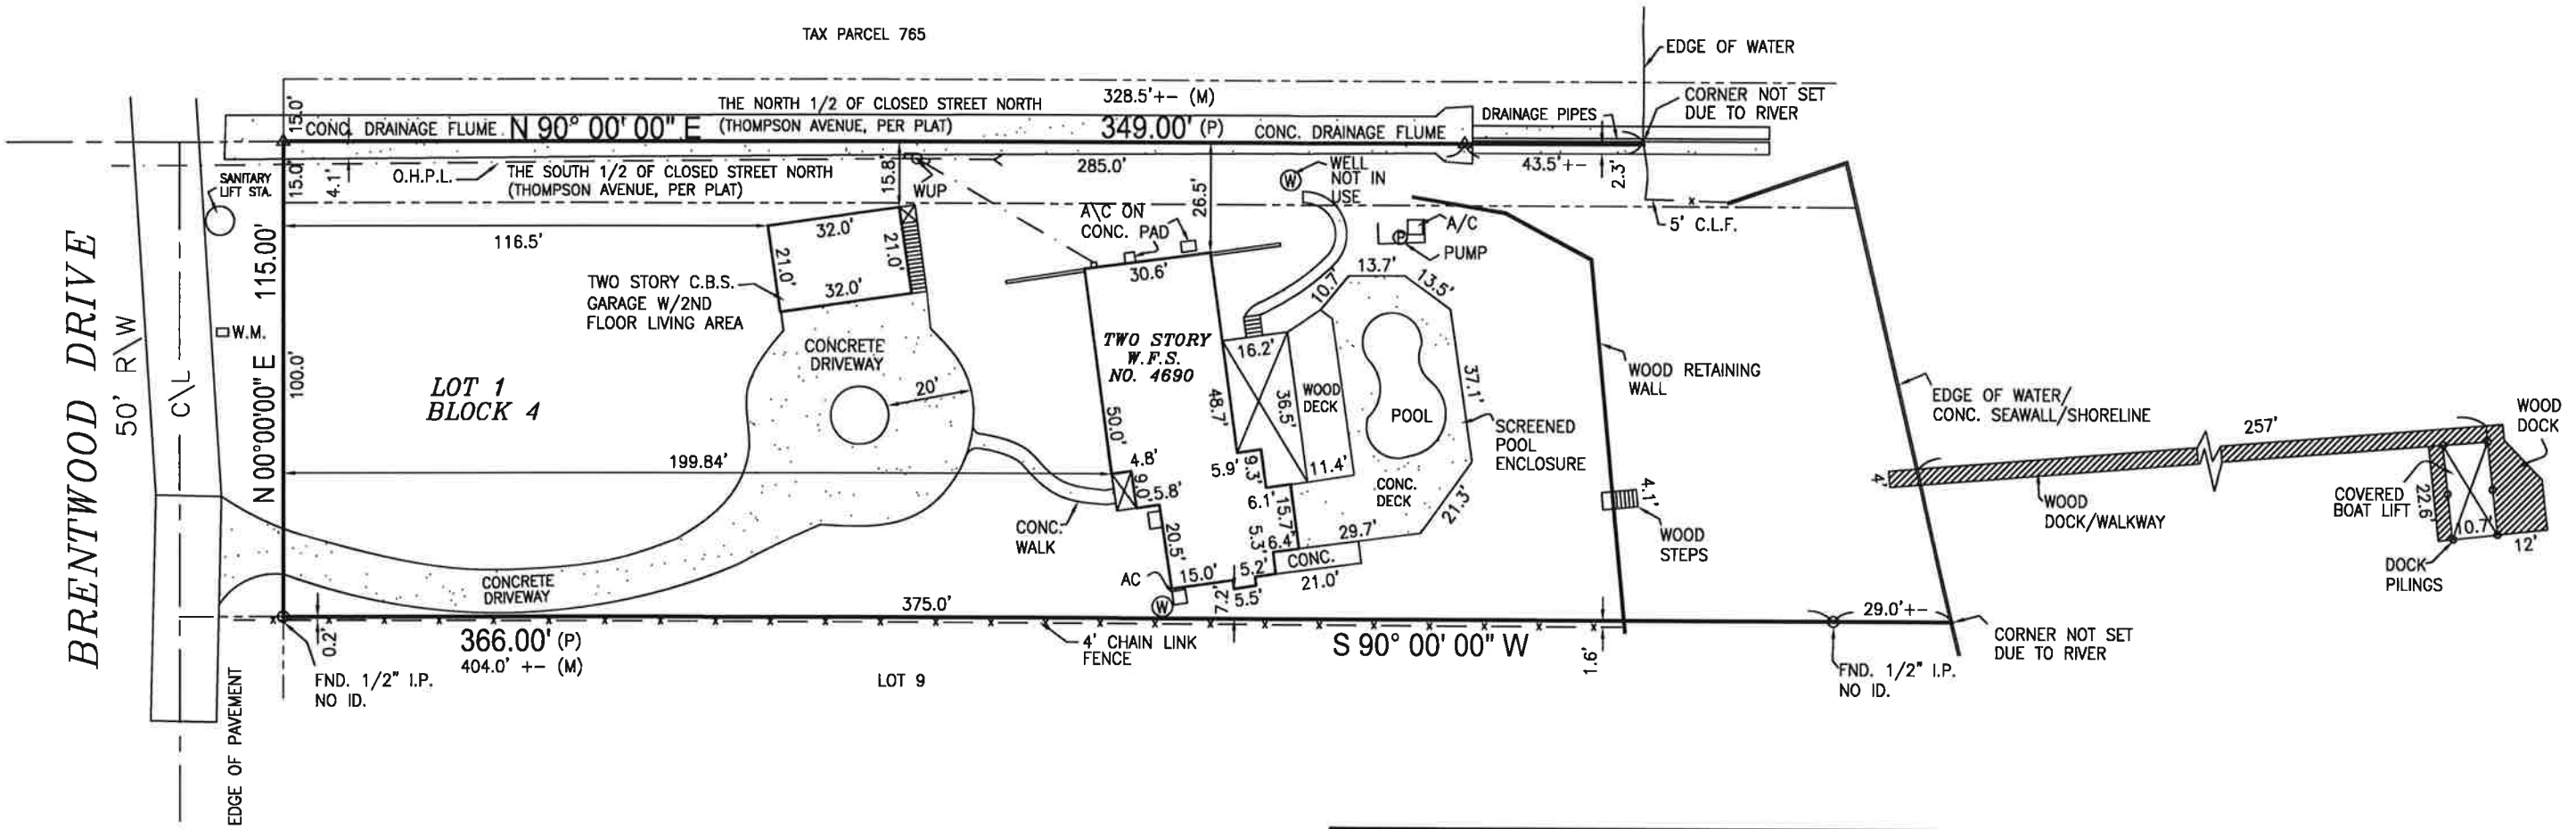 TAX PARCEL 765
EDGE OF WATER
15.0'
THE NORTH 1/2 OF CLOSED STREET NORTH
(THOMPSON AVENUE, PER PLAT)
328.5'+- (M)
CORNER NOT SET
DUE TO RIVER
CONC. DRAINAGE FLUME
N 90° 00' 00" E
349.00' (P)
CONC. DRAINAGE FLUME
DRAINAGE PIPES
15.0'
4.1'
O.H.P.L.
THE SOUTH 1/2 OF CLOSED STREET NORTH
(THOMPSON AVENUE, PER PLAT)
15.8'
WUP
285.0'
43.5'+-
2.3'
SANITARY
LIFT STA.
WELL
NOT IN
USE
W
26.5'
A\C ON
CONC. PAD
A/C
P
PUMP
5' C.L.F.
116.5'
32.0'
21.0'
21.0'
32.0'
TWO STORY C.B.S.
GARAGE W/2ND
FLOOR LIVING AREA
30.6'
13.7'
13.5'
10.7'
BRENTWOOD DRIVE
50' R\W
C\L
W.M.
N 00°00'00" E
115.00'
100.0'
LOT 1
BLOCK 4
CONCRETE
DRIVEWAY
20'
TWO STORY
W.F.S.
NO. 4690
16.2'
36.5'
WOOD
DECK
POOL
37.1'
48.7'
50.0'
SCREENED
POOL
ENCLOSURE
WOOD RETAINING
WALL
EDGE OF WATER/
CONC. SEAWALL/SHORELINE
257'
WOOD
DOCK
199.84'
4.8'
9.0'
5.8'
5.9'
9.3'
11.4'
6.1'
15.7'
CONC.
DECK
21.3'
29.7'
4.1'
WOOD
STEPS
4'
WOOD
DOCK/WALKWAY
COVERED
BOAT LIFT
22.6'
10.7'
12'
DOCK
PILINGS
CONC.
WALK
20.5'
5.3'
6.4'
CONC.
21.0'
AC
15.0'
5.2'
5.5'
7.2'
W
CONCRETE
DRIVEWAY
375.0'
29.0'+-
0.2'
366.00' (P)
404.0' +- (M)
4' CHAIN LINK
FENCE
S 90° 00' 00" W
1.6'
CORNER NOT SET
DUE TO RIVER
FND. 1/2" I.P.
NO ID.
LOT 9
FND. 1/2" I.P.
NO ID.
EDGE OF PAVEMENT